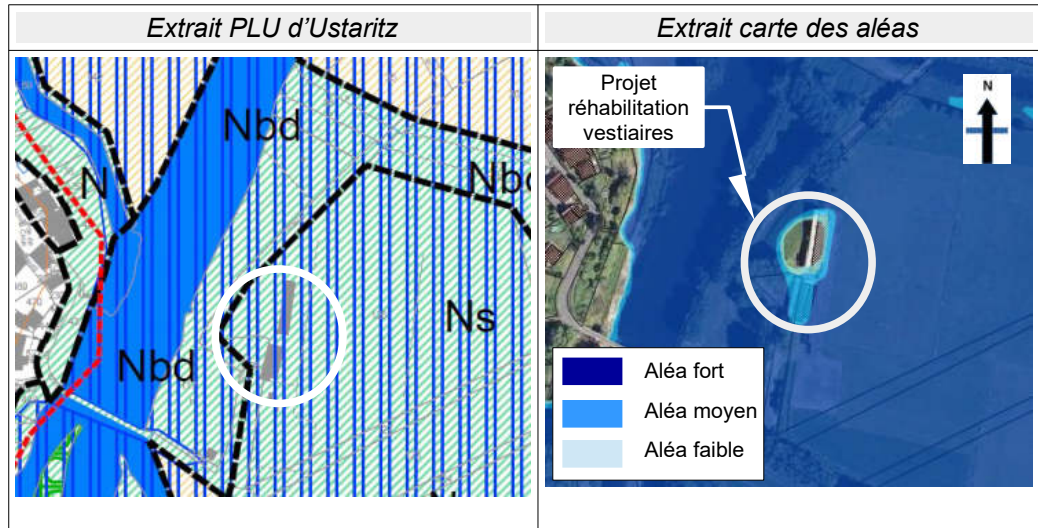 Extrait PLU d'Ustaritz
Extrait carte des aléas
Nbd
N
Nbd
Ns
Nbd
N
Projet
réhabilitation
vestiaires
N
Aléa fort
Aléa moyen
Aléa faible